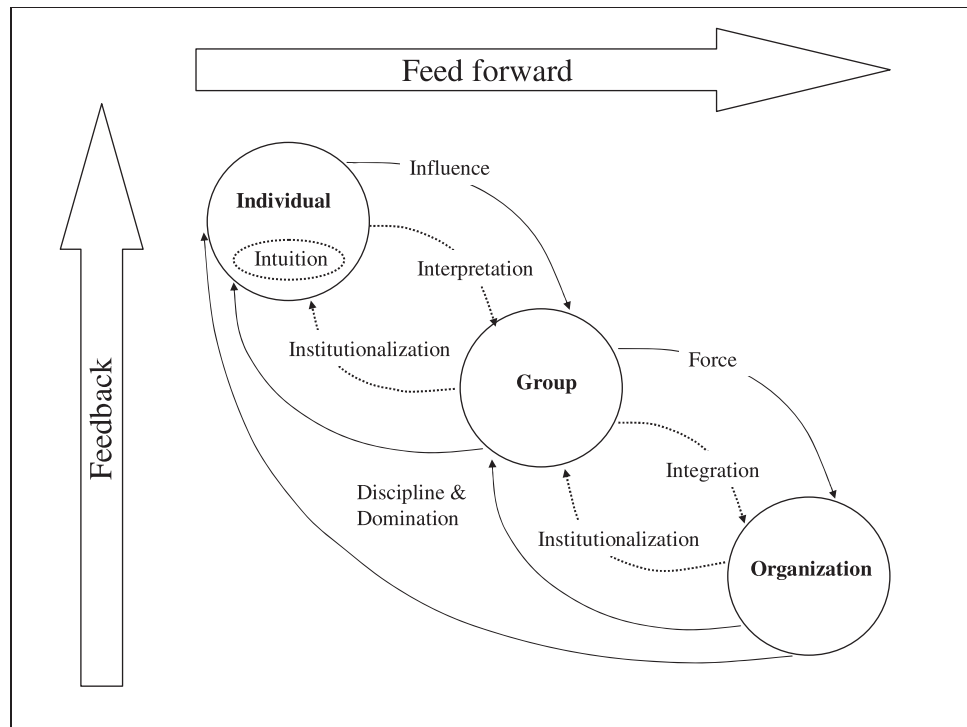 Feed forward
Influence
Individual
Intuition
Interpretation
Institutionalization
Feedback
Group
Force
Discipline &
Domination
Integration
Institutionalization
Organization